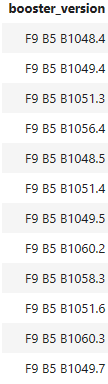 booster_version
F9 B5 B1048.4
F9 B5 B1049.4
F9 B5 B1051.3
F9 B5 B1056.4
F9 B5 B1048.5
F9 B5 B1051.4
F9 B5 B1049.5
F9 B5 B1060.2
F9 B5 B1058.3
F9 B5 B1051.6
F9 B5 B1060.3
F9 B5 B1049.7